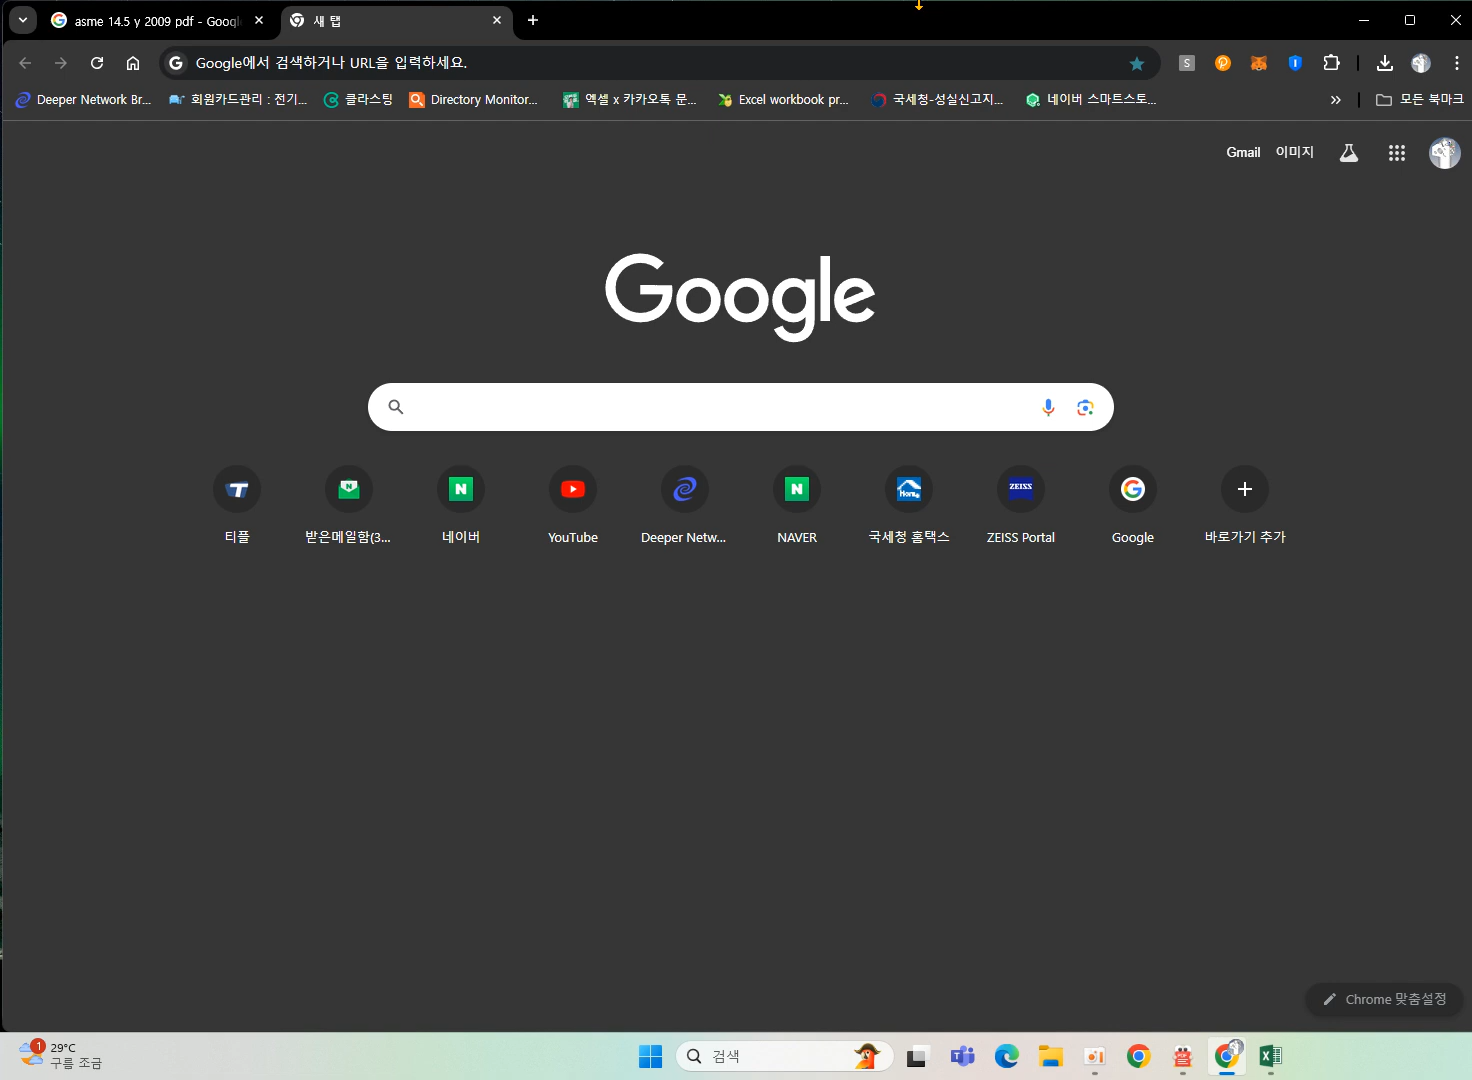 asme 14.5 y 2009 pdf - Googl
새 탭
Google에서 검색하거나 URL을 입력하세요.
Deeper Network Br...
회원카드관리 : 전기...
클라스팅
Directory Monitor...
엑셀 x 카카오톡 문...
Excel workbook pr...
국세청-성실신고지...
네이버 스마트스토...
모든 북마크
Gmail
이미지
Google
티플
받은메일함(3...
네이버
YouTube
Deeper Netw...
NAVER
국세청 홈택스
ZEISS
ZEISS Portal
Google
바로가기 추가
Chrome 맞춤설정
1
29°C
구름 조금
검색